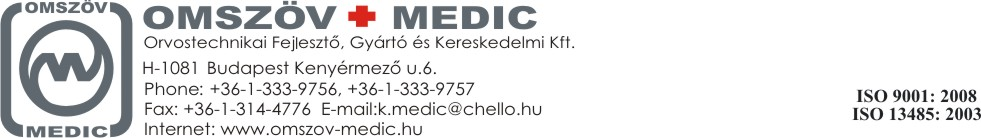 OMSZÖV
MEDIC
OMSZÖV + MEDIC
Orvostechnikai Fejlesztő, Gyártó és Kereskedelmi Kft.
H-1081 Budapest Kenyérmező u.6.
Phone: +36-1-333-9756, +36-1-333-9757
Fax: +36-1-314-4776 E-mail:k.medic@chello.hu
Internet: www.omszov-medic.hu
ISO 9001: 2008
ISO 13485: 2003